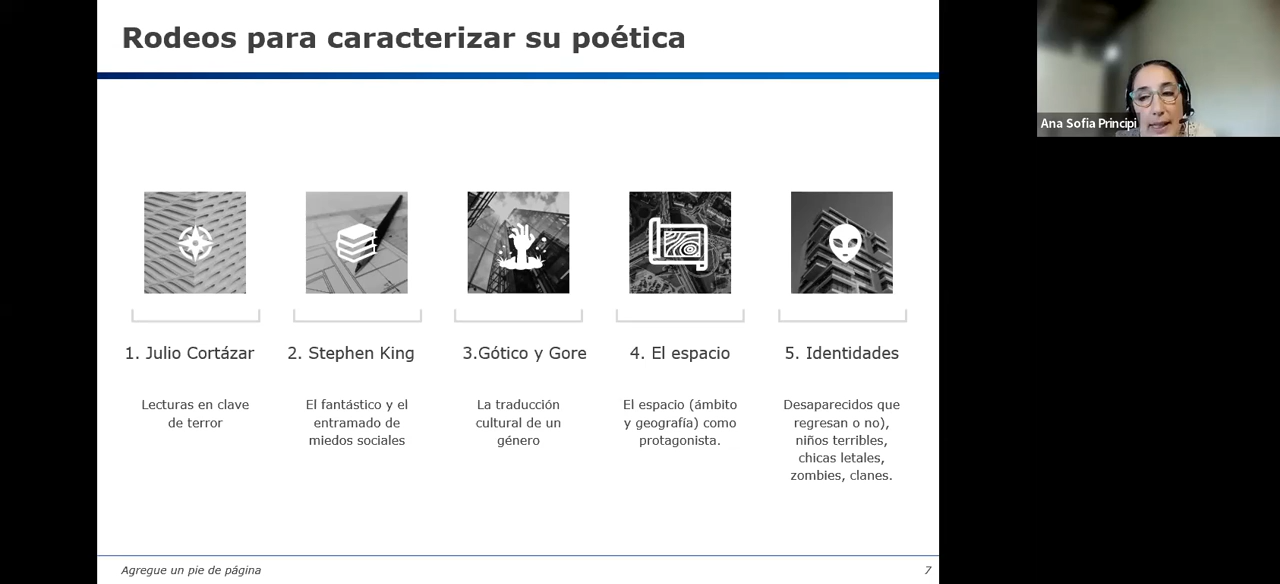 Rodeos para caracterizar su poética
Ana Sofia Principi
1. Julio Cortázar
Lecturas en clave
de terror
2. Stephen King
El fantástico y el
entramado de
miedos sociales
3.Gótico y Gore
La traducción
cultural de un
género
4. El espacio
El espacio (ámbito
y geografía) como
protagonista.
5. Identidades
Desaparecidos que
regresan o no),
niños terribles,
chicas letales,
zombies, clanes.
Agregue un pie de página
7